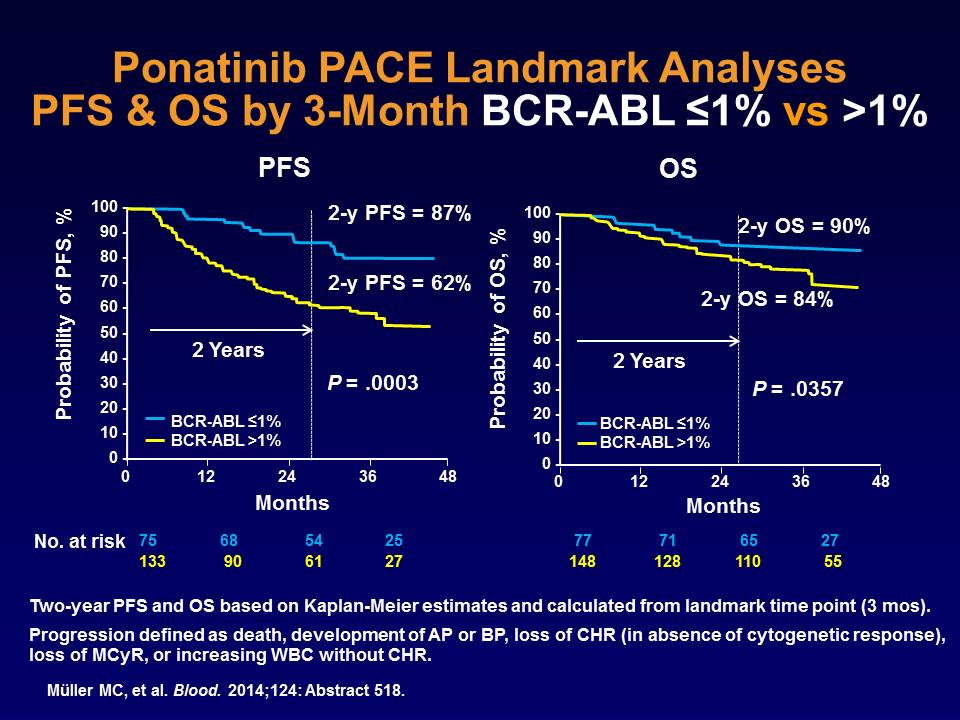 Ponatinib PACE Landmark Analyses
PFS & OS by 3-Month BCR-ABL ≤1% vs >1%
PFS
Probability of PFS, %
100
90
80
70
60
50
40
30
20
10
0
2-y PFS = 87%
2-y PFS = 62%
2 Years
P = .0003
BCR-ABL ≤1%
BCR-ABL >1%
0 12 24 36 48
Months
OS
Probability of OS, %
100
90
80
70
60
50
40
30
20
10
0
2-y OS = 90%
2-y OS = 84%
2 Years
P = .0357
BCR-ABL ≤1%
BCR-ABL >1%
0 12 24 36 48
Months
No. at risk 75 68 54 25 77 71 65 27
133 90 61 27 148 128 110 55
Two-year PFS and OS based on Kaplan-Meier estimates and calculated from landmark time point (3 mos).
Progression defined as death, development of AP or BP, loss of CHR (in absence of cytogenetic response),
loss of MCyR, or increasing WBC without CHR.
Müller MC, et al. Blood. 2014;124: Abstract 518.